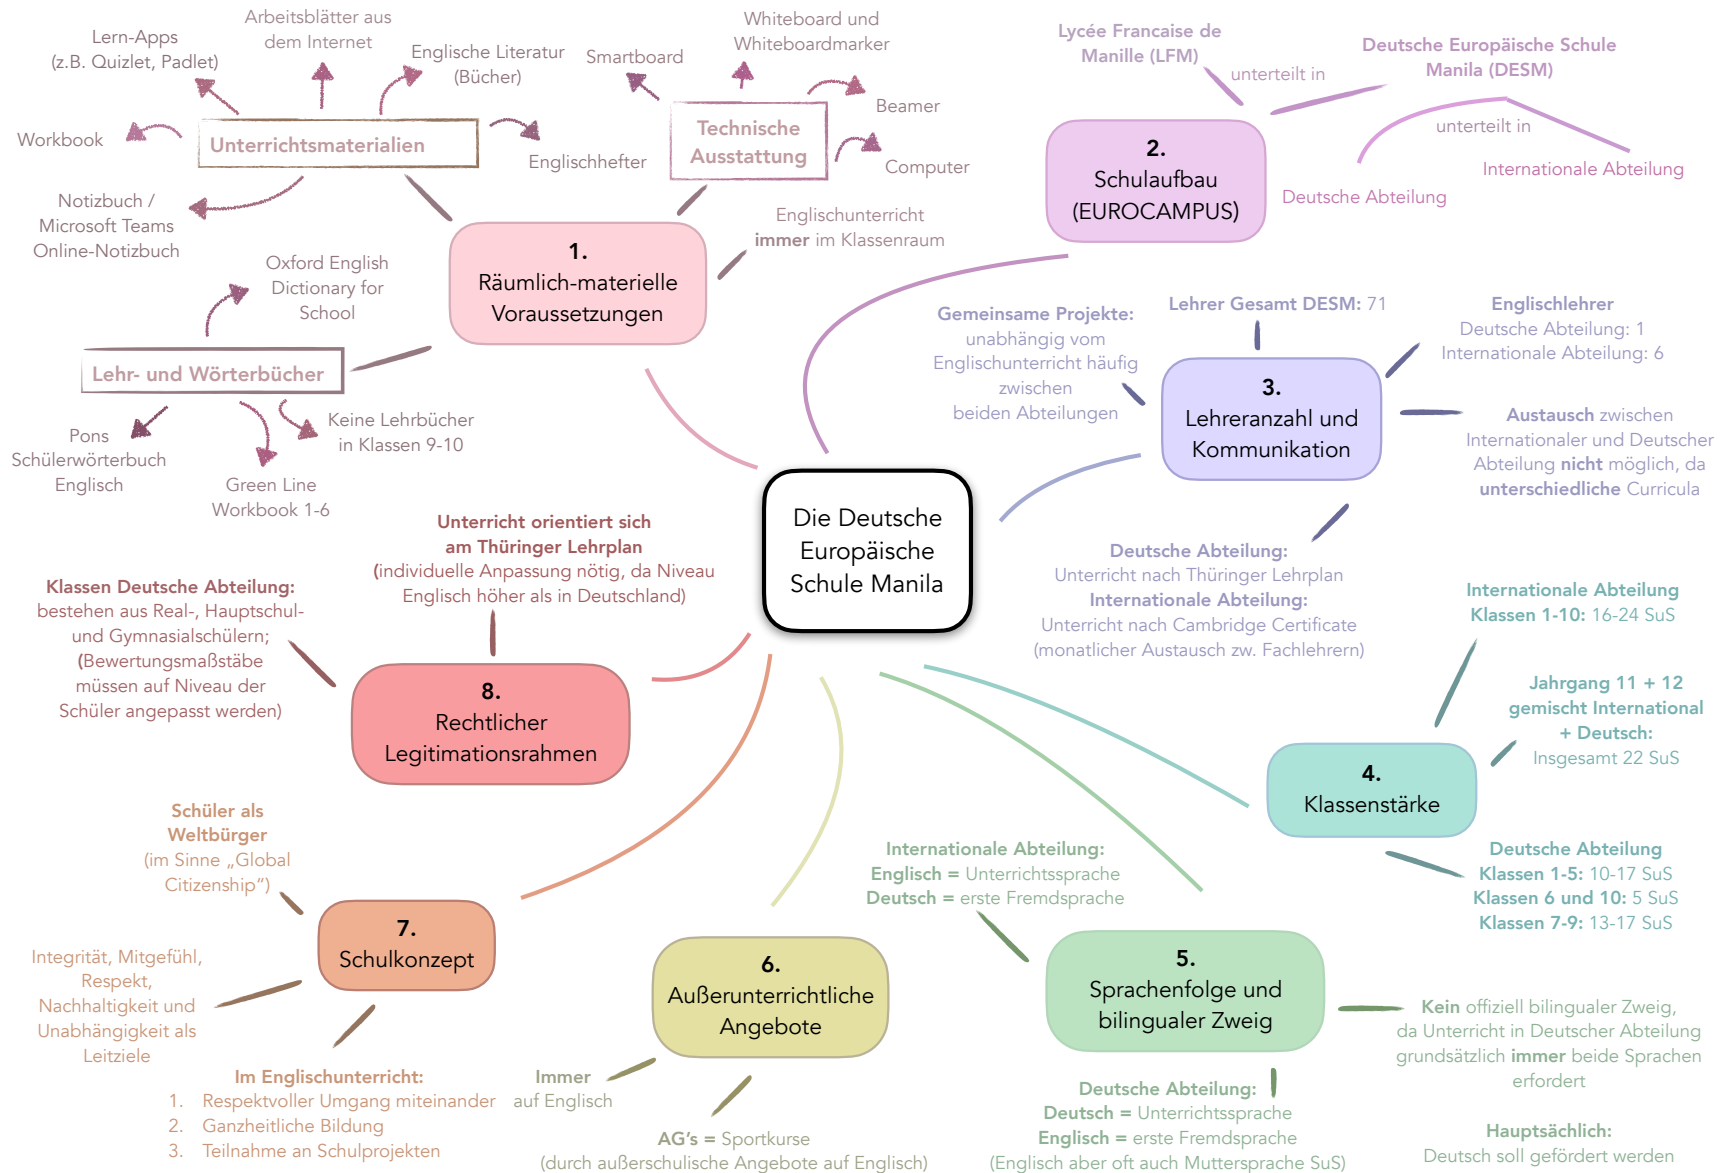 Die Deutsche
Europäische
Schule Manila
1.
Räumlich-materielle
Voraussetzungen
Unterrichtsmaterialien
Lern-Apps
(z.B. Quizlet, Padlet)
Arbeitsblätter aus
dem Internet
Englische Literatur
(Bücher)
Workbook
Englischhefter
Notizbuch /
Microsoft Teams
Online-Notizbuch
Technische
Ausstattung
Smartboard
Whiteboard und
Whiteboardmarker
Beamer
Computer
Englischunterricht
immer im Klassenraum
Lehr- und Wörterbücher
Oxford English
Dictionary for
School
Pons
Schülerwörterbuch
Englisch
Green Line
Workbook 1-6
Keine Lehrbücher
in Klassen 9-10
2.
Schulaufbau
(EUROCAMPUS)
Lycée Francaise de
Manille (LFM)
unterteilt in
Deutsche Europäische Schule
Manila (DESM)
unterteilt in
Deutsche Abteilung
Internationale Abteilung
3.
Lehreranzahl und
Kommunikation
Gemeinsame Projekte:
unabhängig vom
Englischunterricht häufig
zwischen
beiden Abteilungen
Lehrer Gesamt DESM: 71
Englischlehrer
Deutsche Abteilung: 1
Internationale Abteilung: 6
Austausch zwischen
Internationaler und Deutscher
Abteilung nicht möglich, da
unterschiedliche Curricula
Deutsche Abteilung:
Unterricht nach Thüringer Lehrplan
Internationale Abteilung:
Unterricht nach Cambridge Certificate
(monatlicher Austausch zw. Fachlehrern)
4.
Klassenstärke
Internationale Abteilung
Klassen 1-10: 16-24 SuS
Jahrgang 11 + 12
gemischt International
+ Deutsch:
Insgesamt 22 SuS
Deutsche Abteilung
Klassen 1-5: 10-17 SuS
Klassen 6 und 10: 5 SuS
Klassen 7-9: 13-17 SuS
5.
Sprachenfolge und
bilingualer Zweig
Internationale Abteilung:
Englisch = Unterrichtssprache
Deutsch = erste Fremdsprache
Kein offiziell bilingualer Zweig,
da Unterricht in Deutscher Abteilung
grundsätzlich immer beide Sprachen
erfordert
Deutsche Abteilung:
Deutsch = Unterrichtssprache
Englisch = erste Fremdsprache
(Englisch aber oft auch Muttersprache SuS)
Hauptsächlich:
Deutsch soll gefördert werden
6.
Außerunterrichtliche
Angebote
Immer
auf Englisch
AG's = Sportkurse
(durch außerschulische Angebote auf Englisch)
7.
Schulkonzept
Schüler als
Weltbürger
(im Sinne „Global
Citizenship“)
Integrität, Mitgefühl,
Respekt,
Nachhaltigkeit und
Unabhängigkeit als
Leitziele
Im Englischunterricht:
1. Respektvoller Umgang miteinander
2. Ganzheitliche Bildung
3. Teilnahme an Schulprojekten
8.
Rechtlicher
Legitimationsrahmen
Unterricht orientiert sich
am Thüringer Lehrplan
(individuelle Anpassung nötig, da Niveau
Englisch höher als in Deutschland)
Klassen Deutsche Abteilung:
bestehen aus Real-, Hauptschul-
und Gymnasialschülern;
(Bewertungsmaßstäbe
müssen auf Niveau der
Schüler angepasst werden)